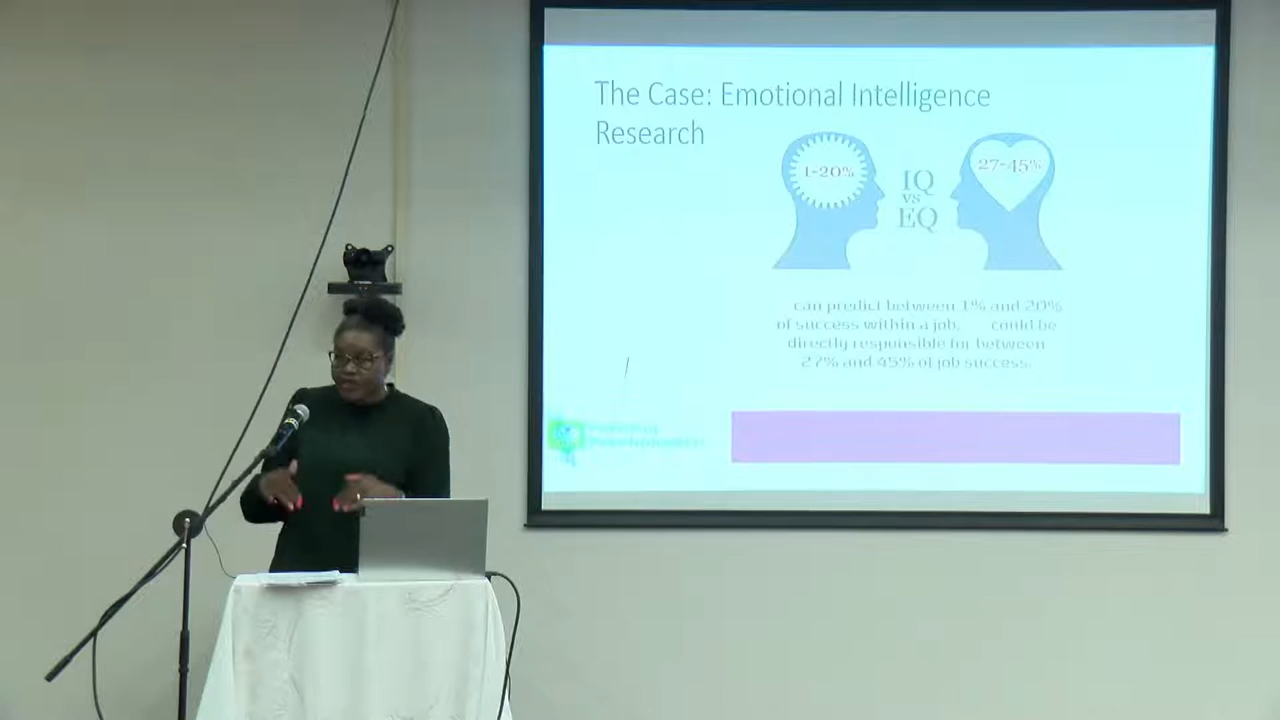 The Case: Emotional Intelligence
Research
1-20%
IQ
vs
EQ
27-45%
can predict between 1% and 20%
of success within a job, could be
directly responsible for between
27% and 45% of job success.